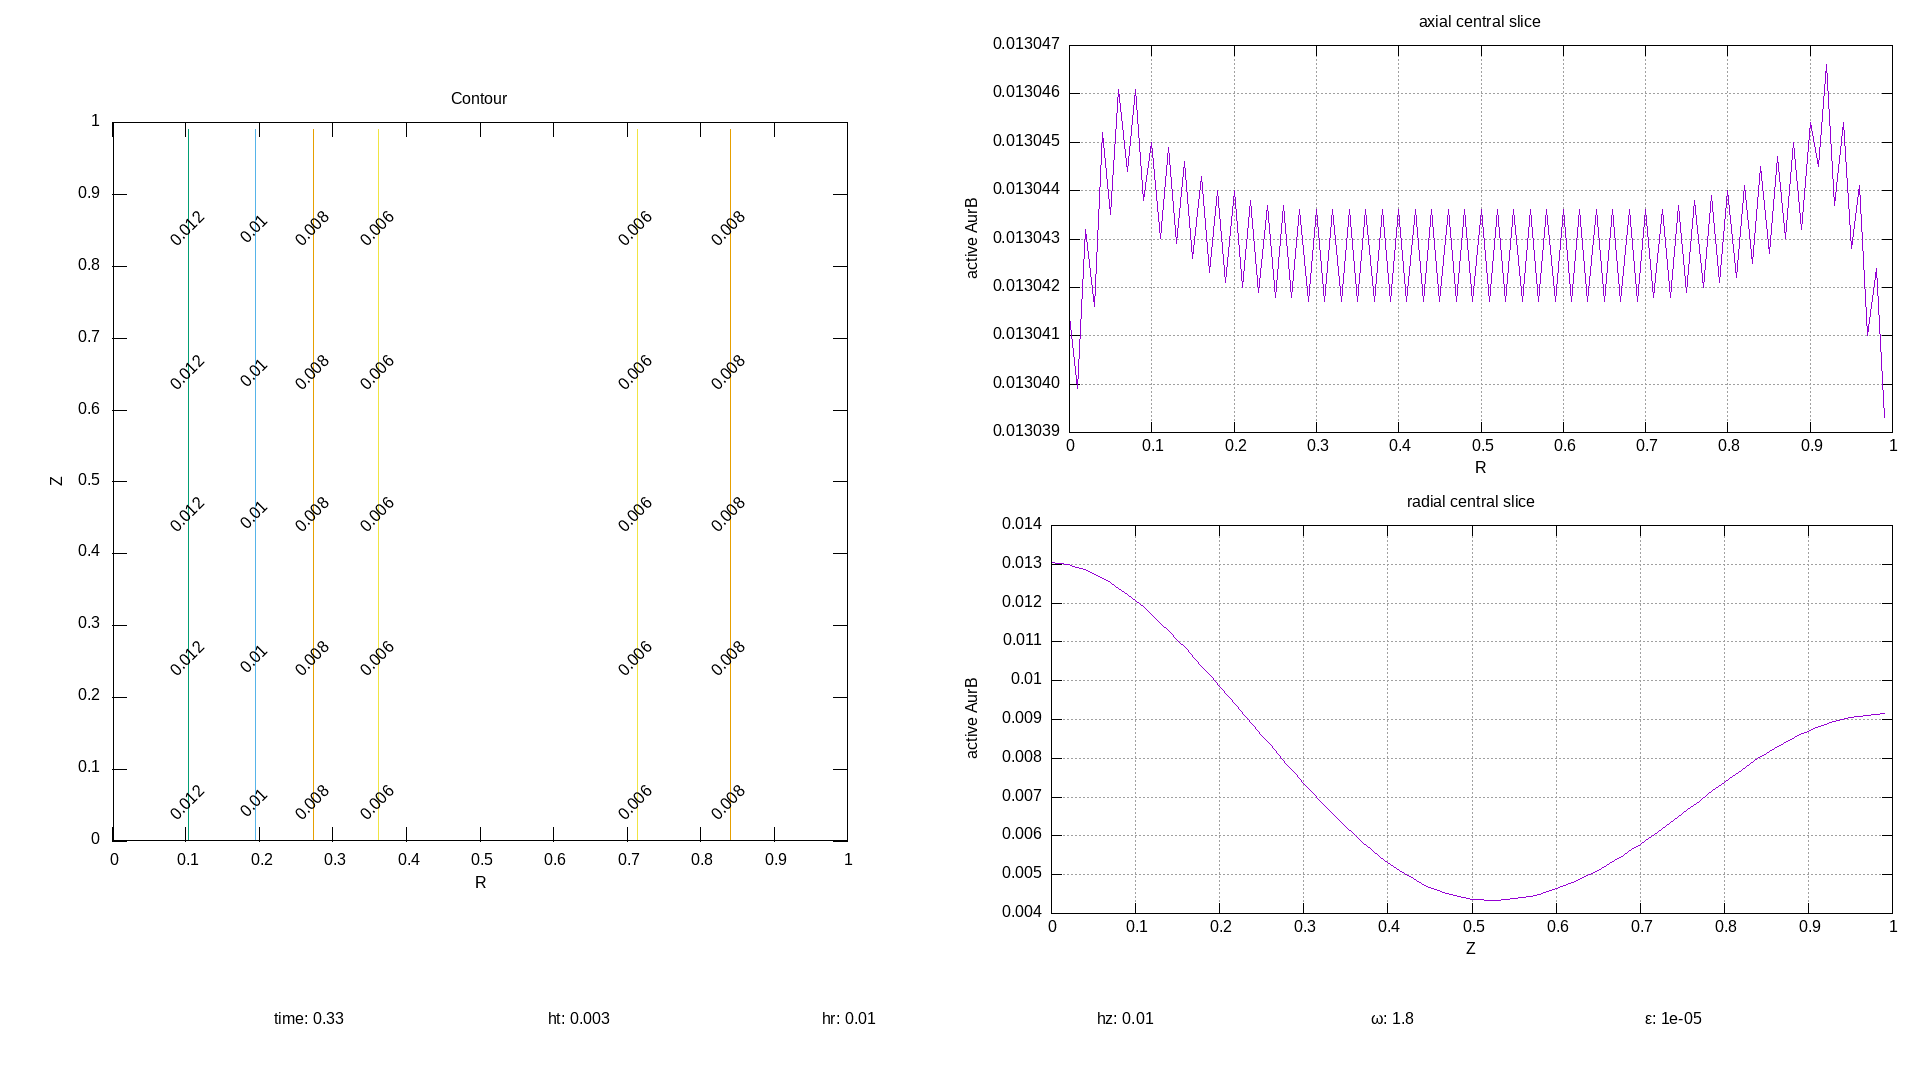 Contour
1
0.9
0.8
0.7
0.6
0.5
0.4
0.3
0.2
0.1
0
Z
0.012 0.01 0.008 0.006 0.006 0.008
0.012 0.01 0.008 0.006 0.006 0.008
0.012 0.01 0.008 0.006 0.006 0.008
0.012 0.01 0.008 0.006 0.006 0.008
0.012 0.01 0.008 0.006 0.006 0.008
0 0.1 0.2 0.3 0.4 0.5 0.6 0.7 0.8 0.9 1
R
axial central slice
0.013047
0.013046
0.013045
0.013044
0.013043
0.013042
0.013041
0.013040
0.013039
active AurB
0 0.1 0.2 0.3 0.4 0.5 0.6 0.7 0.8 0.9 1
R
radial central slice
0.014
0.013
0.012
0.011
0.01
0.009
0.008
0.007
0.006
0.005
0.004
active AurB
0 0.1 0.2 0.3 0.4 0.5 0.6 0.7 0.8 0.9 1
Z
time: 0.33 ht: 0.003 hr: 0.01 hz: 0.01 ω: 1.8 ε: 1e-05